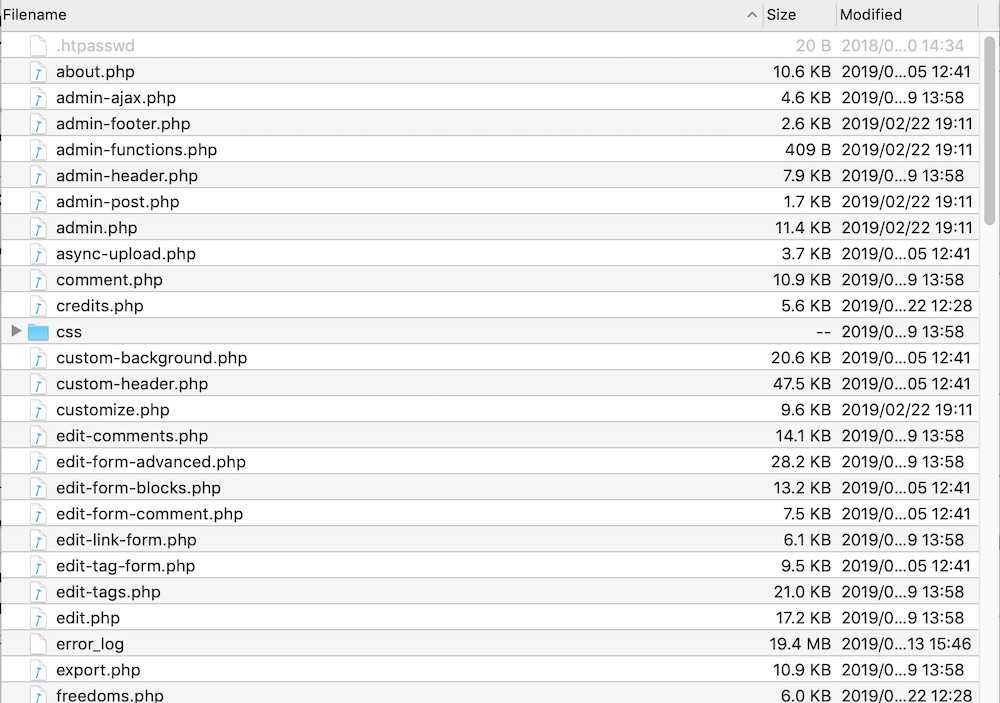 Filename Size Modified
.htpasswd 20 B 2018/0...0 14:34
about.php 10.6 KB 2019/0...05 12:41
admin-ajax.php 4.6 KB 2019/0...9 13:58
admin-footer.php 2.6 KB 2019/02/22 19:11
admin-functions.php 409 B 2019/02/22 19:11
admin-header.php 7.9 KB 2019/0...9 13:58
admin-post.php 1.7 KB 2019/02/22 19:11
admin.php 11.4 KB 2019/02/22 19:11
async-upload.php 3.7 KB 2019/0...05 12:41
comment.php 10.9 KB 2019/0...9 13:58
credits.php 5.6 KB 2019/0...22 12:28
css -- 2019/0...9 13:58
custom-background.php 20.6 KB 2019/0...05 12:41
custom-header.php 47.5 KB 2019/0...05 12:41
customize.php 9.6 KB 2019/02/22 19:11
edit-comments.php 14.1 KB 2019/0...9 13:58
edit-form-advanced.php 28.2 KB 2019/0...9 13:58
edit-form-blocks.php 13.2 KB 2019/0...05 12:41
edit-form-comment.php 7.5 KB 2019/0...05 12:41
edit-link-form.php 6.1 KB 2019/0...9 13:58
edit-tag-form.php 9.5 KB 2019/0...05 12:41
edit-tags.php 21.0 KB 2019/0...9 13:58
edit.php 17.2 KB 2019/0...9 13:58
error_log 19.4 MB 2019/0...13 15:46
export.php 10.9 KB 2019/0...9 13:58
freedoms.php 6.0 KB 2019/0...22 12:28